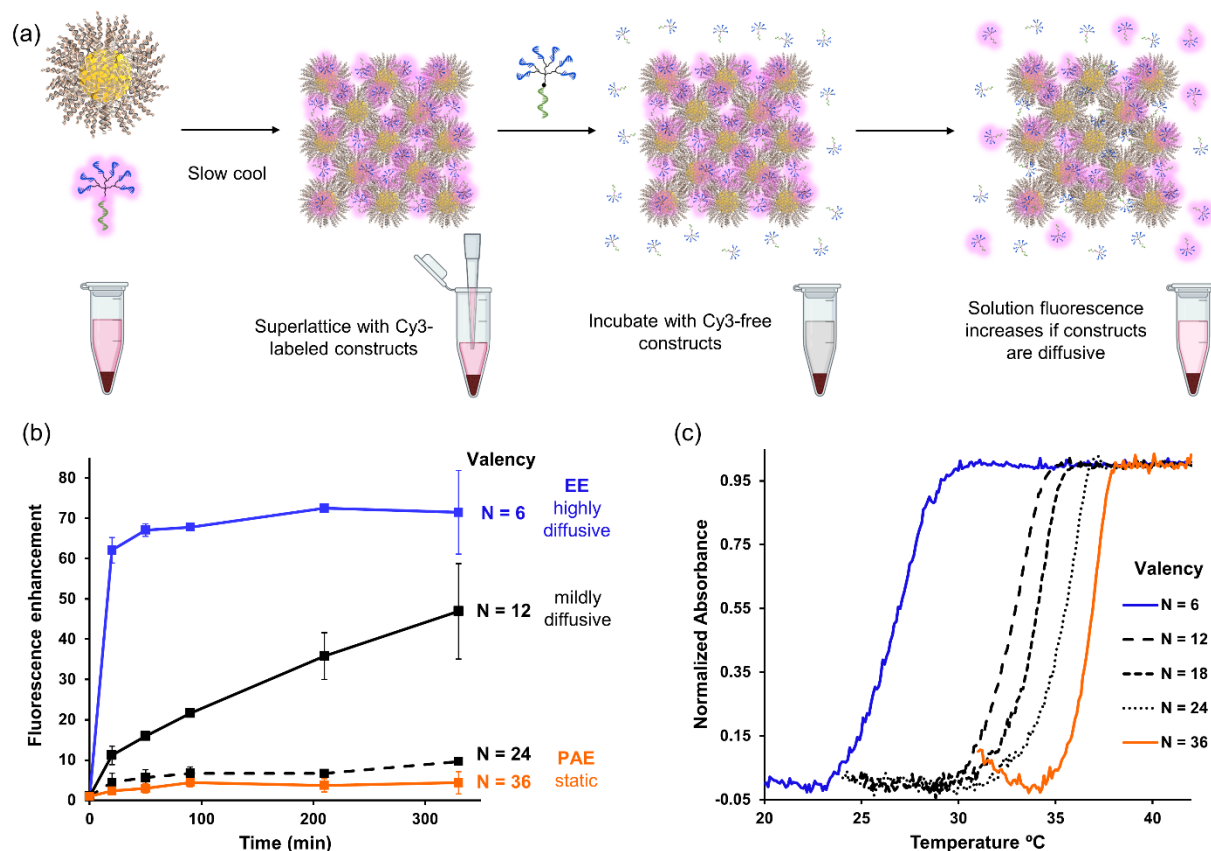 (a)
Slow cool
Superlattice with Cy3-
labeled constructs
Incubate with Cy3-free
constructs
Solution fluorescence
increases if constructs
are diffusive
(b)
Fluorescence enhancement
80
70
60
50
40
30
20
10
0
0
100
200
300
Time (min)
Valency
N = 6
EE
highly
diffusive
N = 12
mildly
diffusive
N = 24
N = 36
PAE
static
(c)
Normalized Absorbance
0.95
0.75
0.55
0.35
0.15
-0.05
20
25
30
35
40
Temperature ºC
Valency
N = 6
N = 12
N = 18
N = 24
N = 36